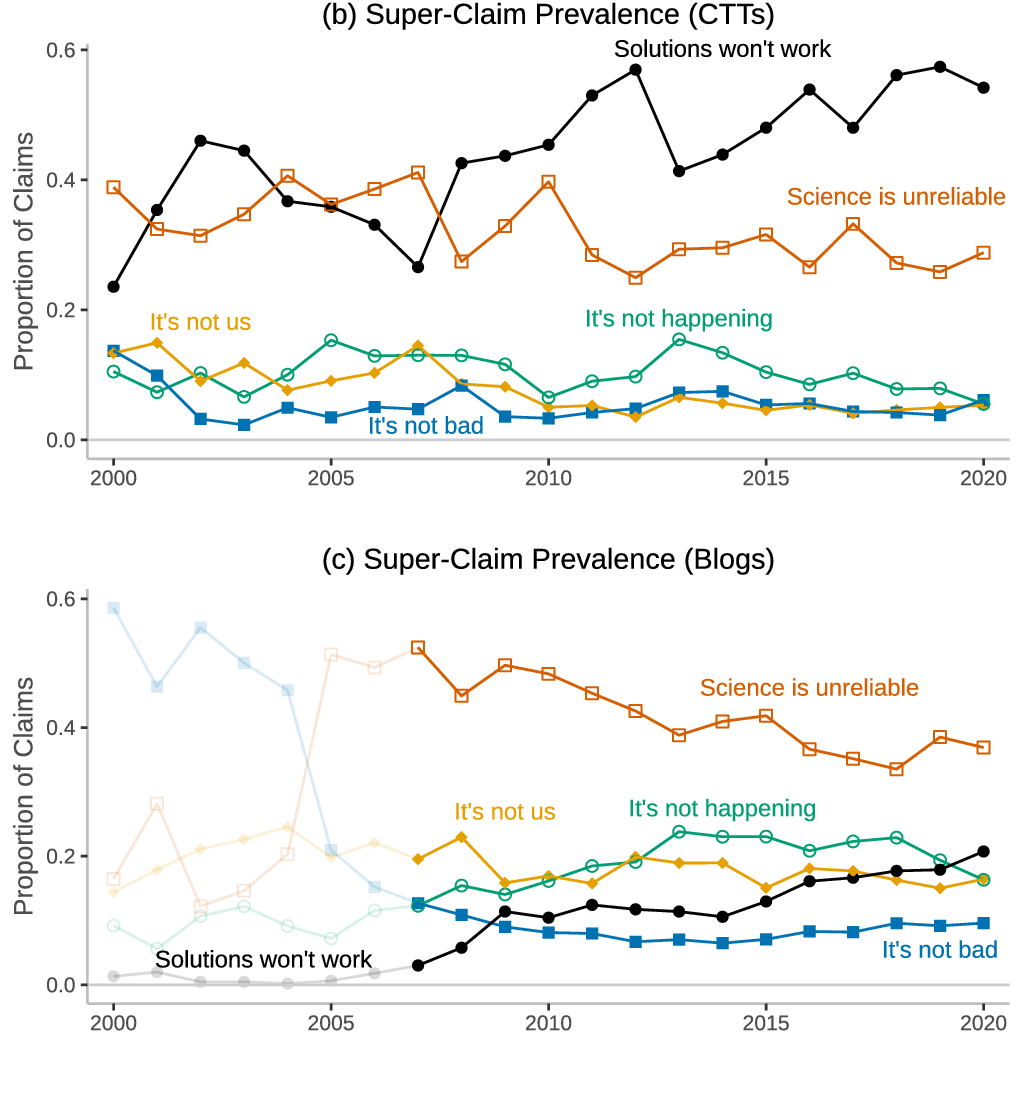 (b) Super-Claim Prevalence (CTTs)
Proportion of Claims
0.6
0.4
0.2
0.0
Solutions won't work
Science is unreliable
It's not us
It's not happening
It's not bad
2000 2005 2010 2015 2020
(c) Super-Claim Prevalence (Blogs)
Proportion of Claims
0.6
0.4
0.2
0.0
Science is unreliable
It's not us
It's not happening
Solutions won't work
It's not bad
2000 2005 2010 2015 2020